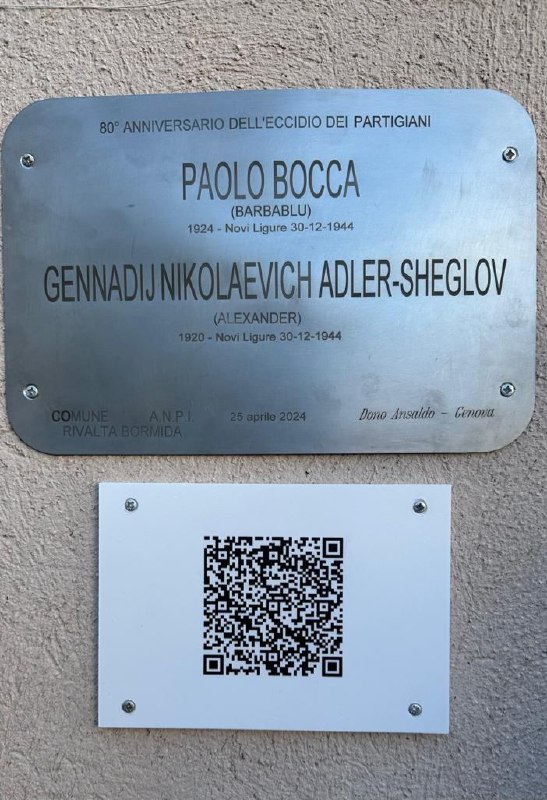 80° ANNIVERSARIO DELL'ECCIDIO DEI PARTIGIANI
PAOLO BOCCA
(BARBABLU)
1924 - Novi Ligure 30-12-1944
GENNADIJ NIKOLAEVICH ADLER-SHEGLOV
(ALEXANDER)
1920 - Novi Ligure 30-12-1944
COMUNE A.N.P.I. 25 aprile 2024 Dono Ansaldo - Genova
RIVALTA BORMIDA